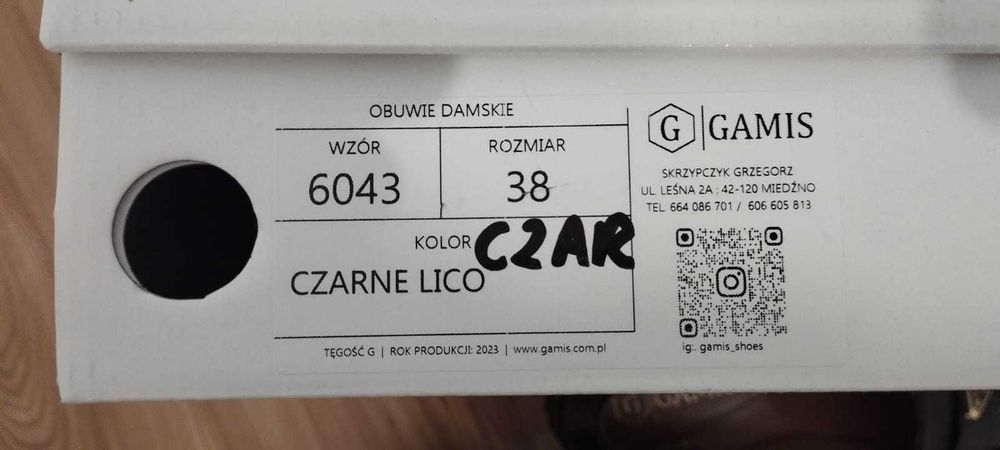 OBUWIE DAMSKIE
WZÓR
6043
ROZMIAR
38
KOLOR CZAR
CZARNE LICO
TĘGOŚĆ G | ROK PRODUKCJI: 2023 | www.gamis.com.pl
G | GAMIS
SKRZYPCZYK GRZEGORZ
UL. LEŚNA 2A ; 42-120 MIEDŹNO
TEL. 664 086 701 / 606 605 813
ig:. gamis_shoes